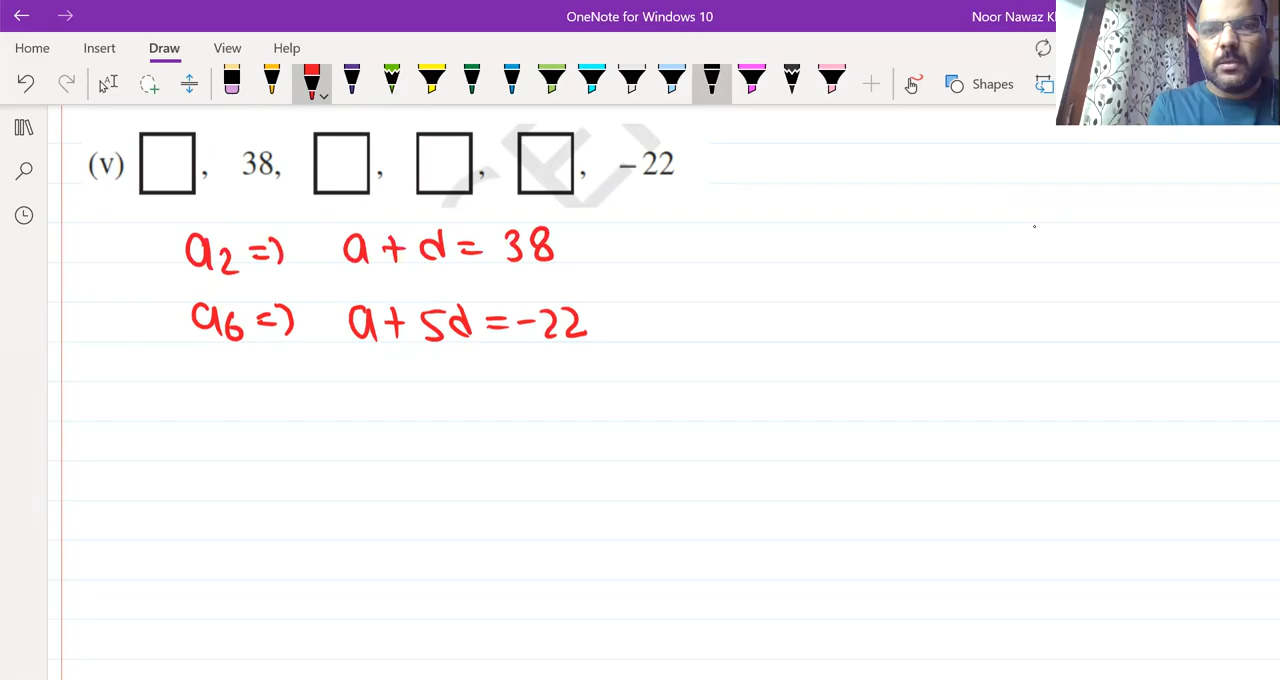 OneNote for Windows 10
Noor Nawaz Kh
Home Insert Draw View Help
Shapes
(v) , 38, , , , –22
a2 => a + d = 38
a6 => a + 5d = -22